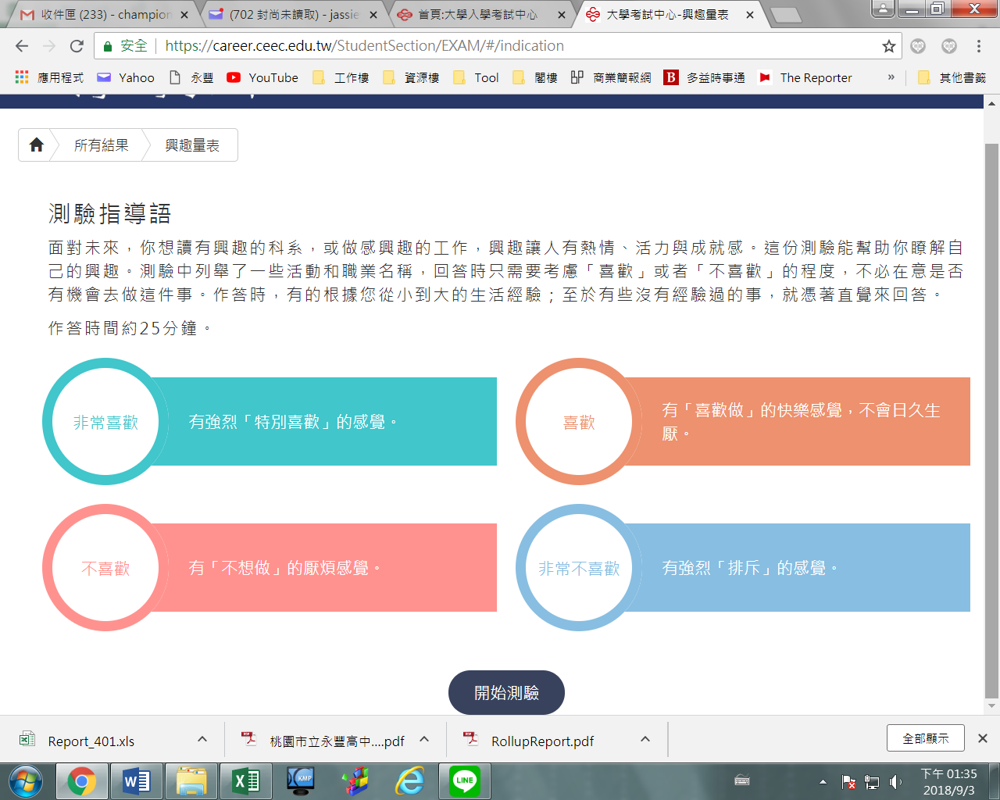 收件匣 (233) - champion
(702 封尚未讀取) - jassie
首頁:大學入學考試中心
大學考試中心-興趣量表
安全
https://career.ceec.edu.tw/StudentSection/EXAM/#/indication
應用程式
Yahoo
永豐
YouTube
工作樓
資源樓
Tool
閣樓
商業簡報網
多益時事通
The Reporter
»
其他書籤
所有結果
興趣量表
測驗指導語
面對未來，你想讀有興趣的科系，或做感興趣的工作，興趣讓人有熱情、活力與成就感。這份測驗能幫助你瞭解自
己的興趣。測驗中列舉了一些活動和職業名稱，回答時只需要考慮「喜歡」或者「不喜歡」的程度，不必在意是否
有機會去做這件事。作答時，有的根據您從小到大的生活經驗；至於有些沒有經驗過的事，就憑著直覺來回答。
作答時間約25分鐘。
非常喜歡
有強烈「特別喜歡」的感覺。
喜歡
有「喜歡做」的快樂感覺，不會日久生
厭。
不喜歡
有「不想做」的厭煩感覺。
非常不喜歡
有強烈「排斥」的感覺。
開始測驗
Report_401.xls
桃園市立永豐高中....pdf
RollupReport.pdf
全部顯示
KMP
LINE
下午 01:35
2018/9/3